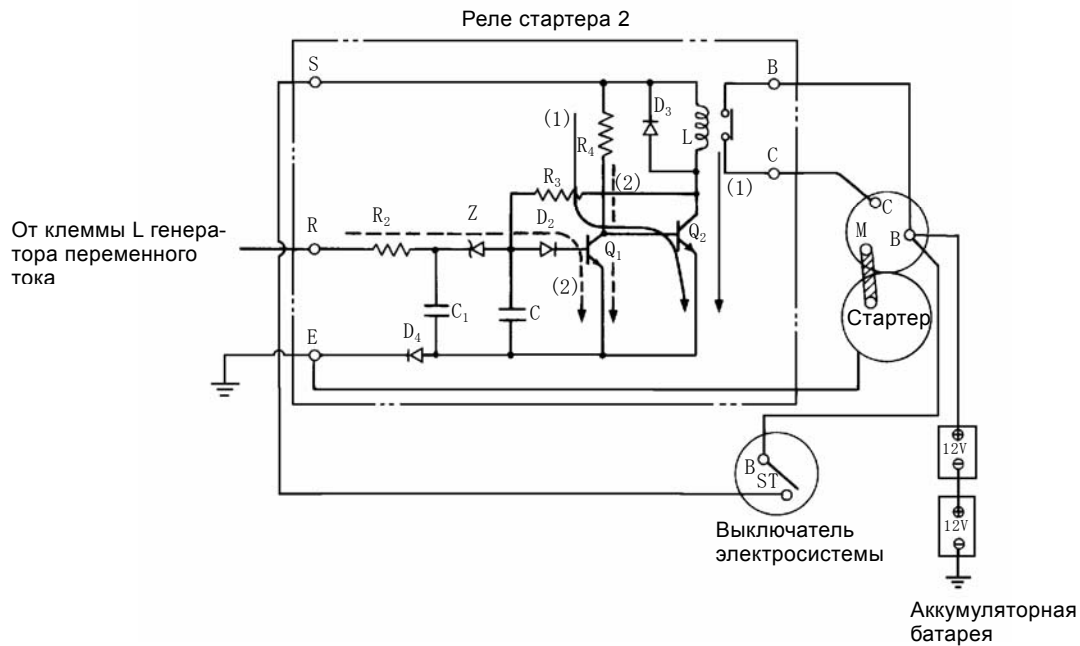 Реле стартера 2
S
B
D₃
(1)
R₄
L
R₃
(2)
C
(1)
От клеммы L генера-
тора переменного
тока
R
R₂
Z
D₂
Q₁
Q₂
C
M
B
(2)
C₁
C
Стартер
E
D₄
B
ST
12V
12V
Выключатель
электросистемы
Аккумуляторная
батарея